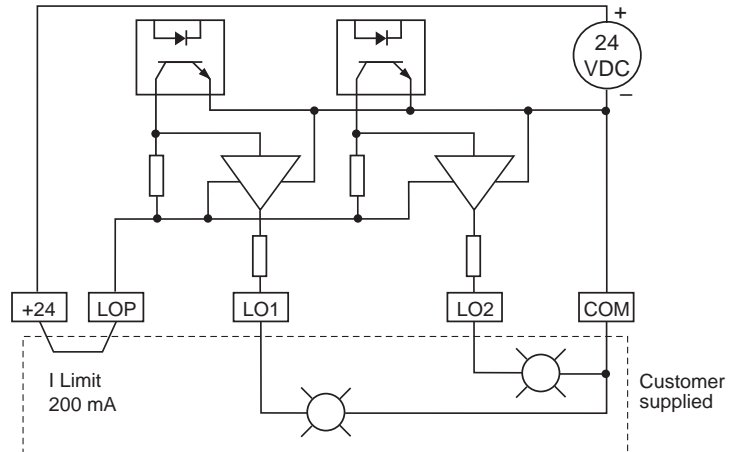 +
24
VDC
−
+24
LOP
LO1
LO2
COM
I Limit
200 mA
Customer
supplied